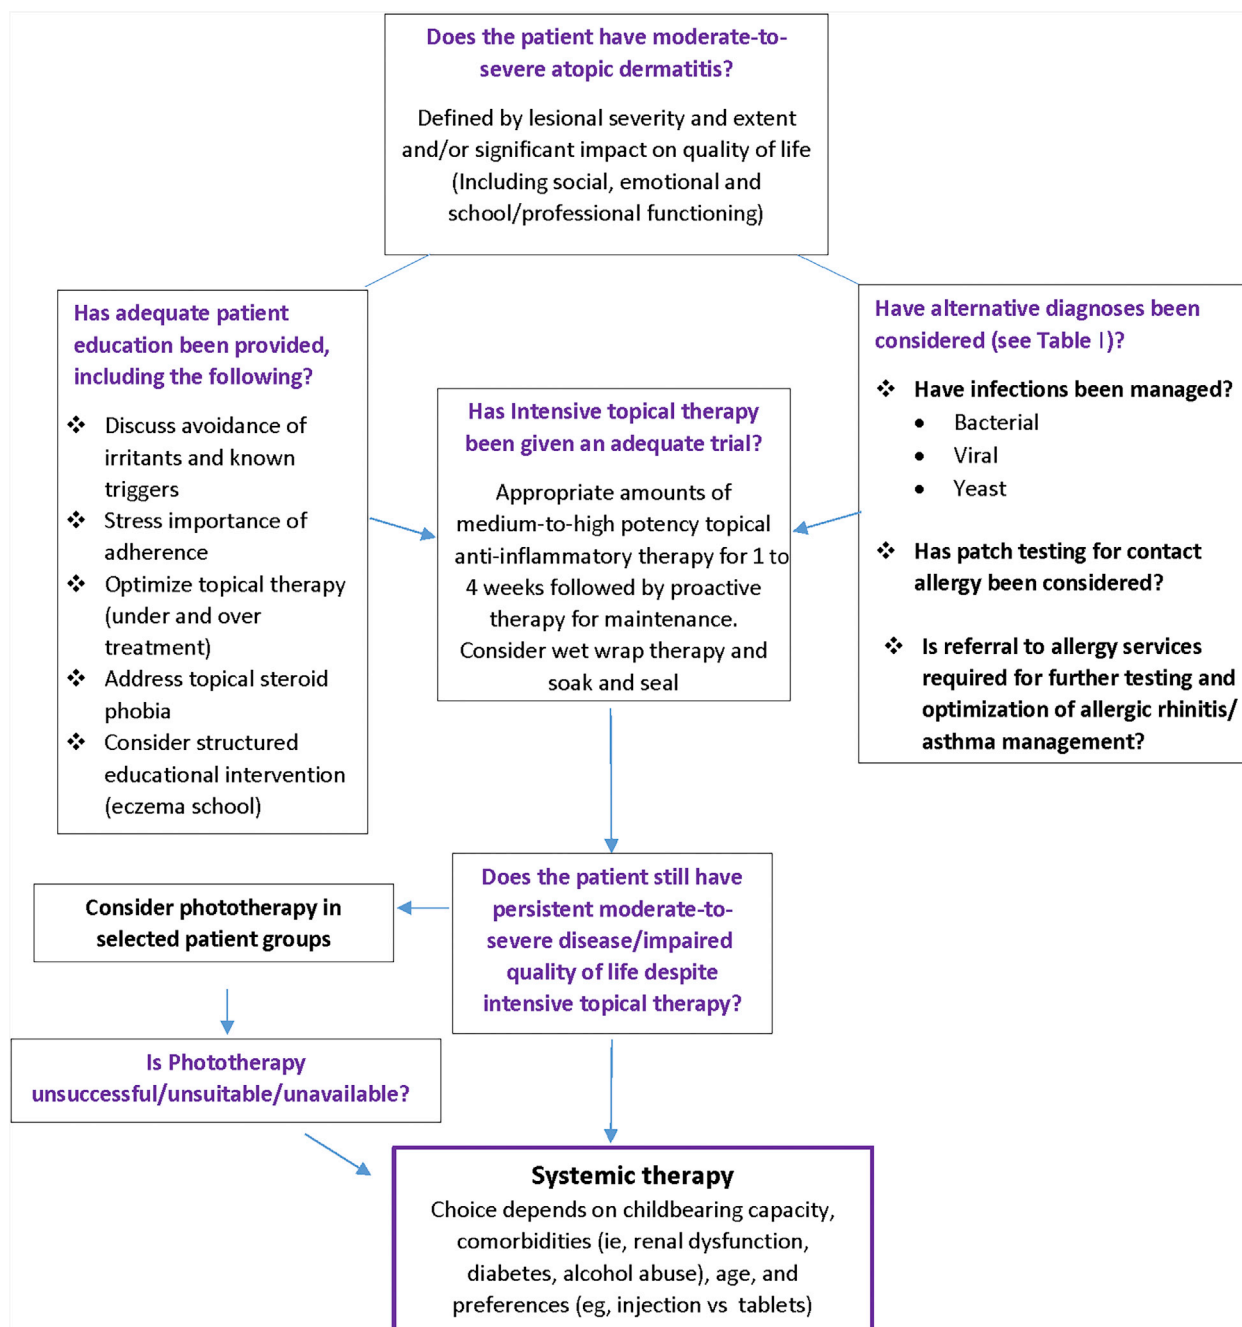 Does the patient have moderate-to-
severe atopic dermatitis?
Defined by lesional severity and extent
and/or significant impact on quality of life
(Including social, emotional and
school/professional functioning)
Has adequate patient
education been provided,
including the following?
❖ Discuss avoidance of
irritants and known
triggers
❖ Stress importance of
adherence
❖ Optimize topical therapy
(under and over
treatment)
❖ Address topical steroid
phobia
❖ Consider structured
educational intervention
(eczema school)
Has Intensive topical therapy
been given an adequate trial?
Appropriate amounts of
medium-to-high potency topical
anti-inflammatory therapy for 1 to
4 weeks followed by proactive
therapy for maintenance.
Consider wet wrap therapy and
soak and seal
Have alternative diagnoses been
considered (see Table I)?
❖ Have infections been managed?
• Bacterial
• Viral
• Yeast
❖ Has patch testing for contact
allergy been considered?
❖ Is referral to allergy services
required for further testing and
optimization of allergic rhinitis/
asthma management?
Does the patient still have
persistent moderate-to-
severe disease/impaired
quality of life despite
intensive topical therapy?
Consider phototherapy in
selected patient groups
Is Phototherapy
unsuccessful/unsuitable/unavailable?
Systemic therapy
Choice depends on childbearing capacity,
comorbidities (ie, renal dysfunction,
diabetes, alcohol abuse), age, and
preferences (eg, injection vs tablets)